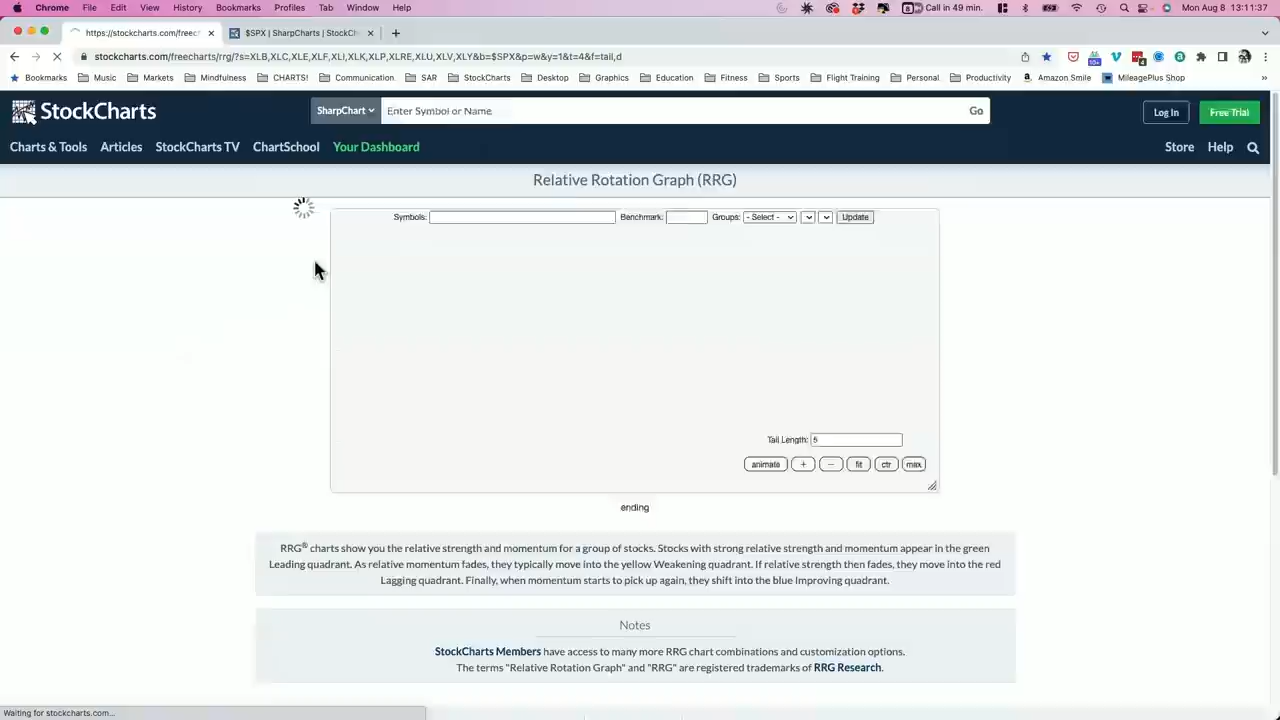 Chrome File Edit View History Bookmarks Profiles Tab Window Help Call in 49 min. Mon Aug 8 13:11:37
https://stockcharts.com/freecl $SPX | SharpCharts | StockCh
stockcharts.com/freecharts/rrg/?s=XLB,XLC,XLE,XLF,XLI,XLK,XLP,XLRE,XLU,XLV,XLY&b=$SPX&p=w&y=1&t=4&f=tail,d
Bookmarks Music Markets Mindfulness CHARTS! Communication SAR StockCharts Desktop Graphics Education Fitness Sports Flight Training Personal Productivity Amazon Smile MileagePlus Shop »
StockCharts SharpChart Enter Symbol or Name Go Log In Free Trial
Charts & Tools Articles StockCharts TV ChartSchool Your Dashboard Store Help
Relative Rotation Graph (RRG)
Symbols: Benchmark: Groups: - Select - Update
Tail Length: 5
animate + − fit ctr max
ending
RRG® charts show you the relative strength and momentum for a group of stocks. Stocks with strong relative strength and momentum appear in the green
Leading quadrant. As relative momentum fades, they typically move into the yellow Weakening quadrant. If relative strength then fades, they move into the red
Lagging quadrant. Finally, when momentum starts to pick up again, they shift into the blue Improving quadrant.
Notes
StockCharts Members have access to many more RRG chart combinations and customization options.
The terms "Relative Rotation Graph" and "RRG" are registered trademarks of RRG Research.
Waiting for stockcharts.com...